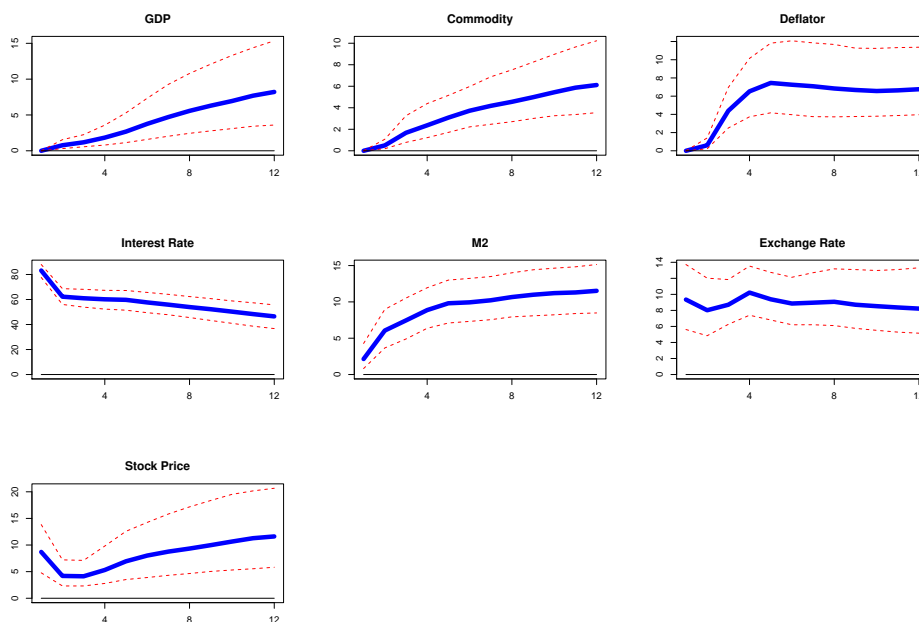 GDP
Commodity
Deflator
0 5 10 15
0 2 4 6 8 10
0 2 4 6 8 10
4 8 12
4 8 12
4 8 12
Interest Rate
M2
Exchange Rate
0 20 40 60 80
0 5 10 15
0 2 4 6 8 10 12 14
4 8 12
4 8 12
4 8 12
Stock Price
0 5 10 15 20
4 8 12